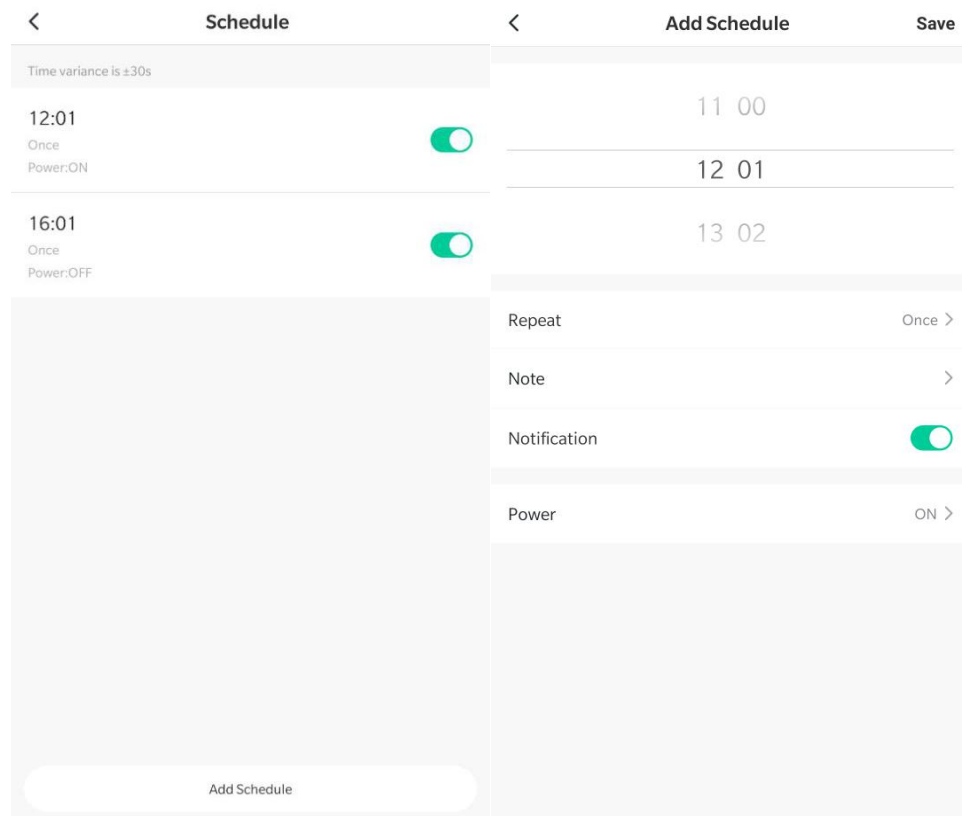 Schedule
Time variance is ±30s
12:01
Once
Power:ON
16:01
Once
Power:OFF
Add Schedule
Add Schedule Save
11 00
12 01
13 02
Repeat Once
Note
Notification
Power ON